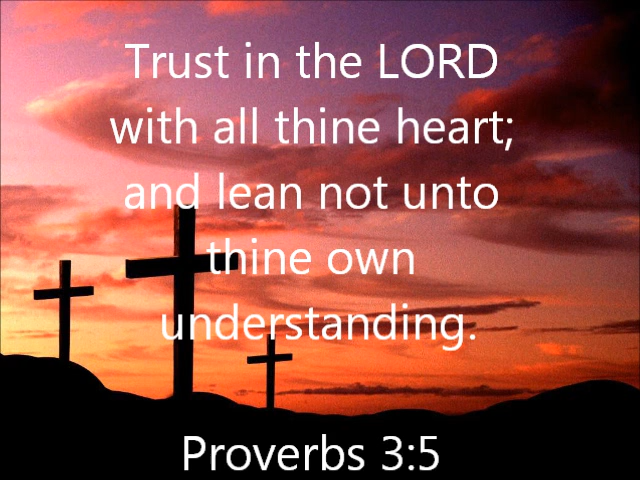 Trust in the LORD
with all thine heart;
and lean not unto
thine own
understanding.
Proverbs 3:5